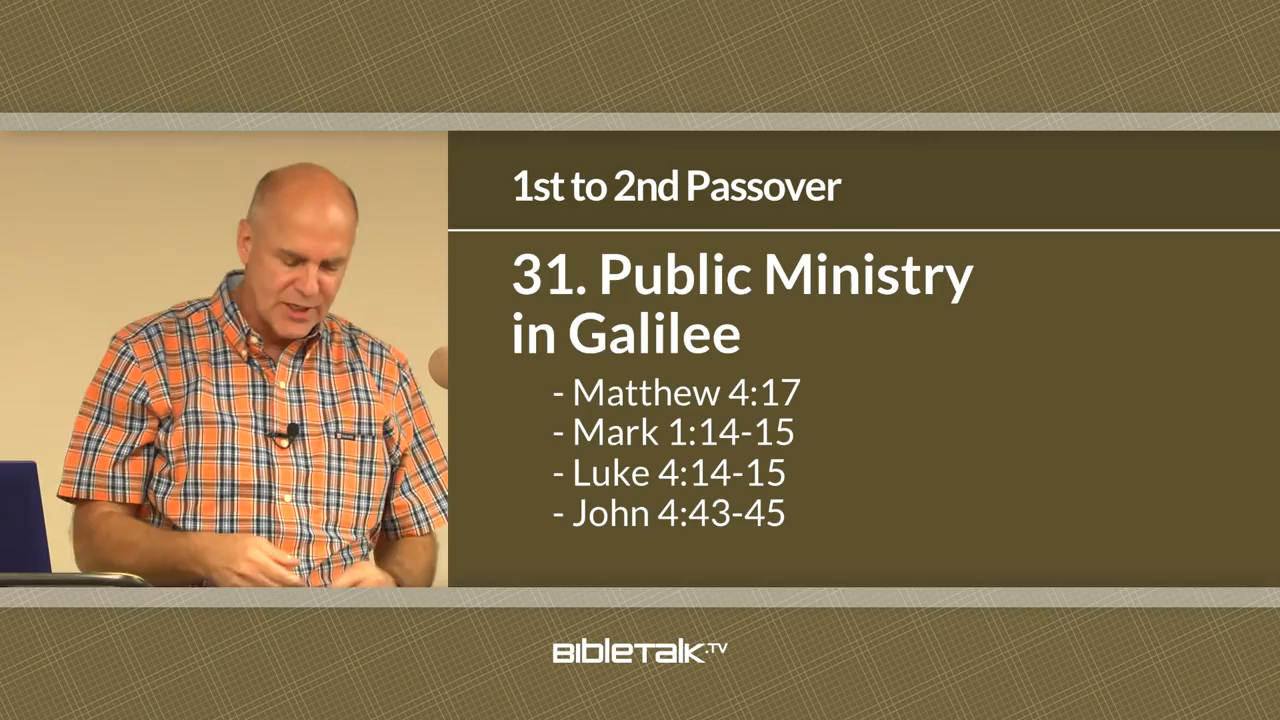 1st to 2nd Passover
31. Public Ministry
in Galilee
- Matthew 4:17
- Mark 1:14-15
- Luke 4:14-15
- John 4:43-45
BIBLETALK.TV